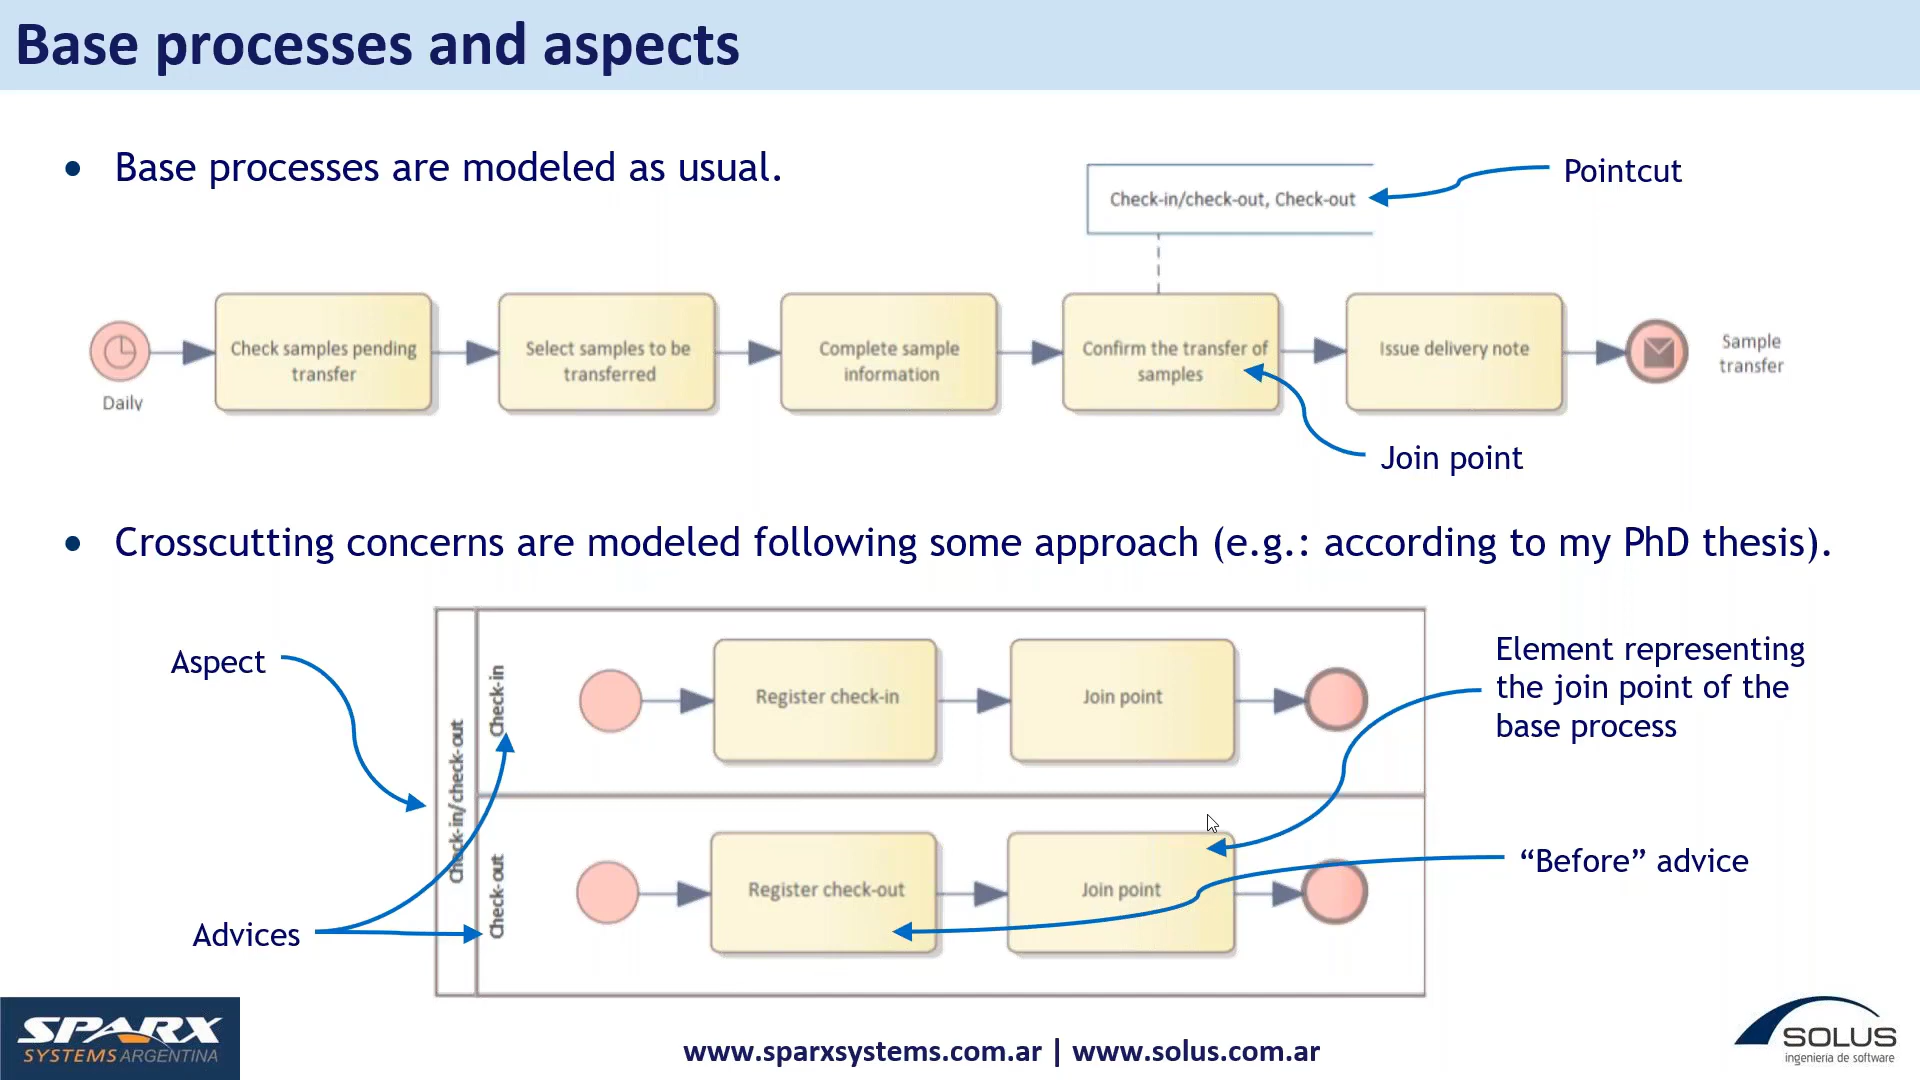 Base processes and aspects
• Base processes are modeled as usual.
Pointcut
Check-in/check-out, Check-out
Check samples pending
transfer
Select samples to be
transferred
Complete sample
information
Confirm the transfer of
samples
Issue delivery note
Sample
transfer
Daily
Join point
• Crosscutting concerns are modeled following some approach (e.g.: according to my PhD thesis).
Aspect
Check-in/check-out
Check-in
Register check-in
Join point
Element representing
the join point of the
base process
Check-out
Register check-out
Join point
“Before” advice
Advices
SPARX
SYSTEMS ARGENTINA
www.sparxsystems.com.ar | www.solus.com.ar
SOLUS
ingeniería de software